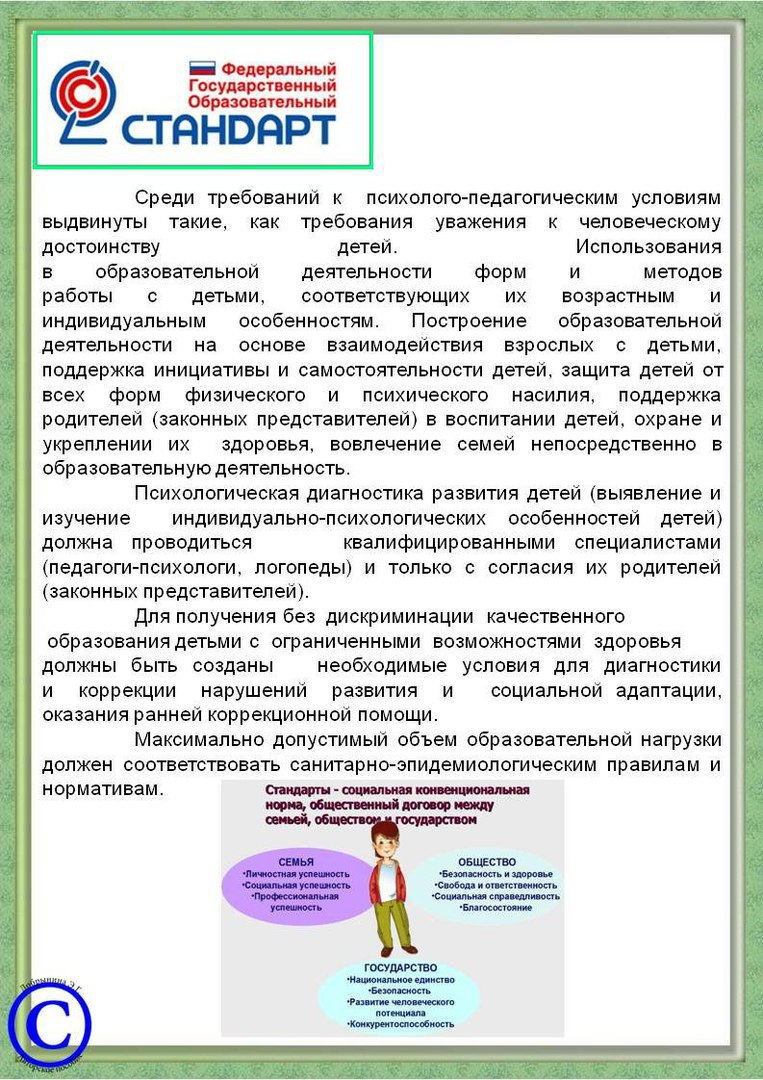 Федеральный
Государственный
Образовательный
СТАНДАРТ
Среди требований к психолого-педагогическим условиям
выдвинуты такие, как требования уважения к человеческому
достоинству детей. Использования
в образовательной деятельности форм и методов
работы с детьми, соответствующих их возрастным и
индивидуальным особенностям. Построение образовательной
деятельности на основе взаимодействия взрослых с детьми,
поддержка инициативы и самостоятельности детей, защита детей от
всех форм физического и психического насилия, поддержка
родителей (законных представителей) в воспитании детей, охране и
укреплении их здоровья, вовлечение семей непосредственно в
образовательную деятельность.
Психологическая диагностика развития детей (выявление и
изучение индивидуально-психологических особенностей детей)
должна проводиться квалифицированными специалистами
(педагоги-психологи, логопеды) и только с согласия их родителей
(законных представителей).
Для получения без дискриминации качественного
образования детьми с ограниченными возможностями здоровья
должны быть созданы необходимые условия для диагностики
и коррекции нарушений развития и социальной адаптации,
оказания ранней коррекционной помощи.
Максимально допустимый объем образовательной нагрузки
должен соответствовать санитарно-эпидемиологическим правилам и
нормативам.
Стандарты - социальная конвенциональная
норма, общественный договор между
семьей, обществом и государством
СЕМЬЯ
•Личностная успешность
•Социальная успешность
•Профессиональная
успешность
ОБЩЕСТВО
•Безопасность и здоровье
•Свобода и ответственность
•Социальная справедливость
•Благосостояние
ГОСУДАРСТВО
•Национальное единство
•Безопасность
•Развитие человеческого
потенциала
•Конкурентоспособность
C